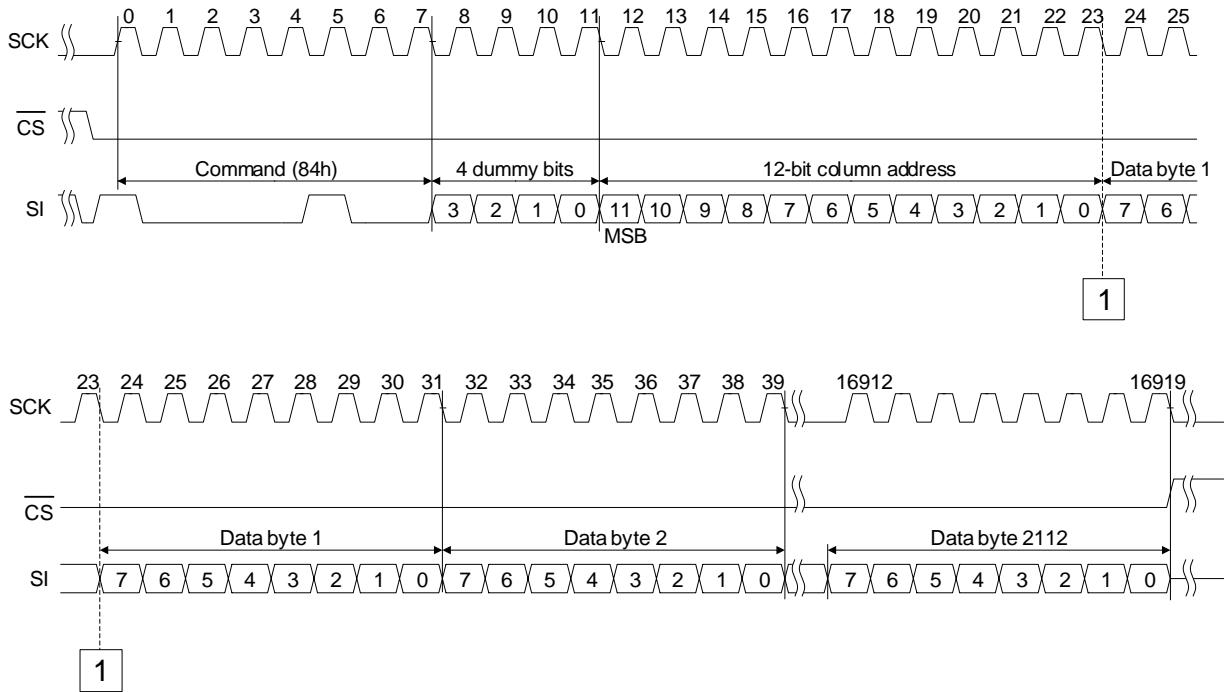 0 1 2 3 4 5 6 7 8 9 10 11 12 13 14 15 16 17 18 19 20 21 22 23 24 25
SCK
CS
Command (84h) 4 dummy bits 12-bit column address Data byte 1
SI 3 2 1 0 11 10 9 8 7 6 5 4 3 2 1 0 7 6
MSB
1
23 24 25 26 27 28 29 30 31 32 33 34 35 36 37 38 39 16912 16919
SCK
CS
Data byte 1 Data byte 2 Data byte 2112
SI 7 6 5 4 3 2 1 0 7 6 5 4 3 2 1 0 7 6 5 4 3 2 1 0
1